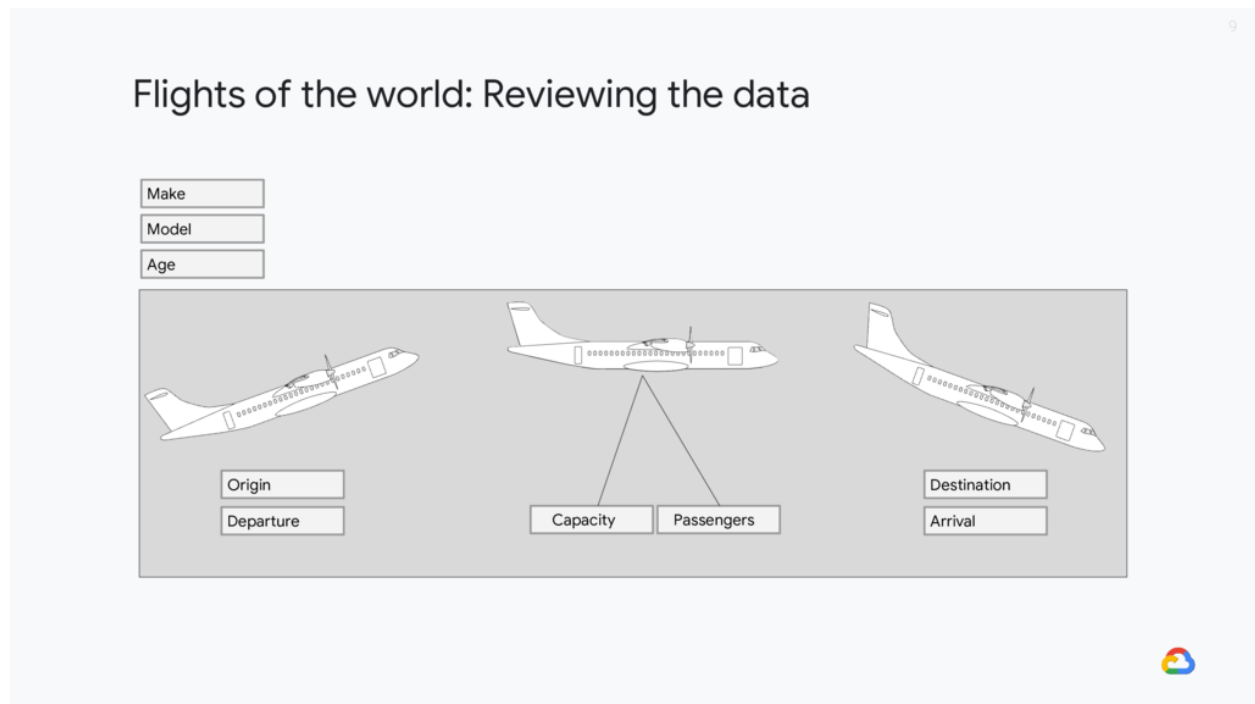 9
Flights of the world: Reviewing the data
Make
Model
Age
Origin
Departure
Capacity
Passengers
Destination
Arrival